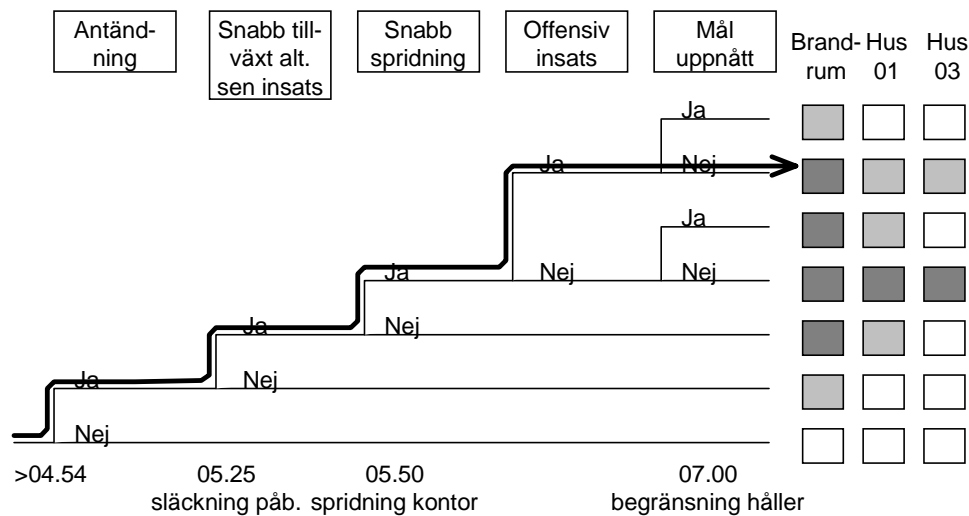 Antänd-
ning
Snabb till-
växt alt.
sen insats
Snabb
spridning
Offensiv
insats
Mål
uppnått
Brand-
rum
Hus
01
Hus
03
Ja
Ja
Nej
Ja
Ja
Nej
Nej
Ja
Nej
Ja
Nej
Nej
>04.54
05.25
05.50
07.00
släckning påb.
spridning kontor
begränsning håller